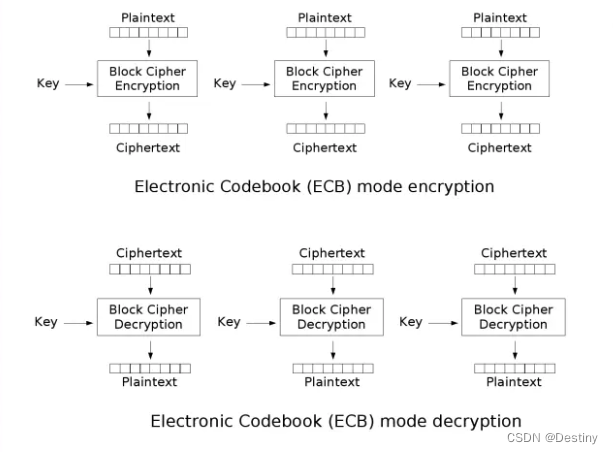 Plaintext Plaintext Plaintext
Key Block Cipher Key Block Cipher Key Block Cipher
Encryption Encryption Encryption
Ciphertext Ciphertext Ciphertext
Electronic Codebook (ECB) mode encryption
Ciphertext Ciphertext Ciphertext
Key Block Cipher Key Block Cipher Key Block Cipher
Decryption Decryption Decryption
Plaintext Plaintext Plaintext
Electronic Codebook (ECB) mode decryption
CSDN @Destiny